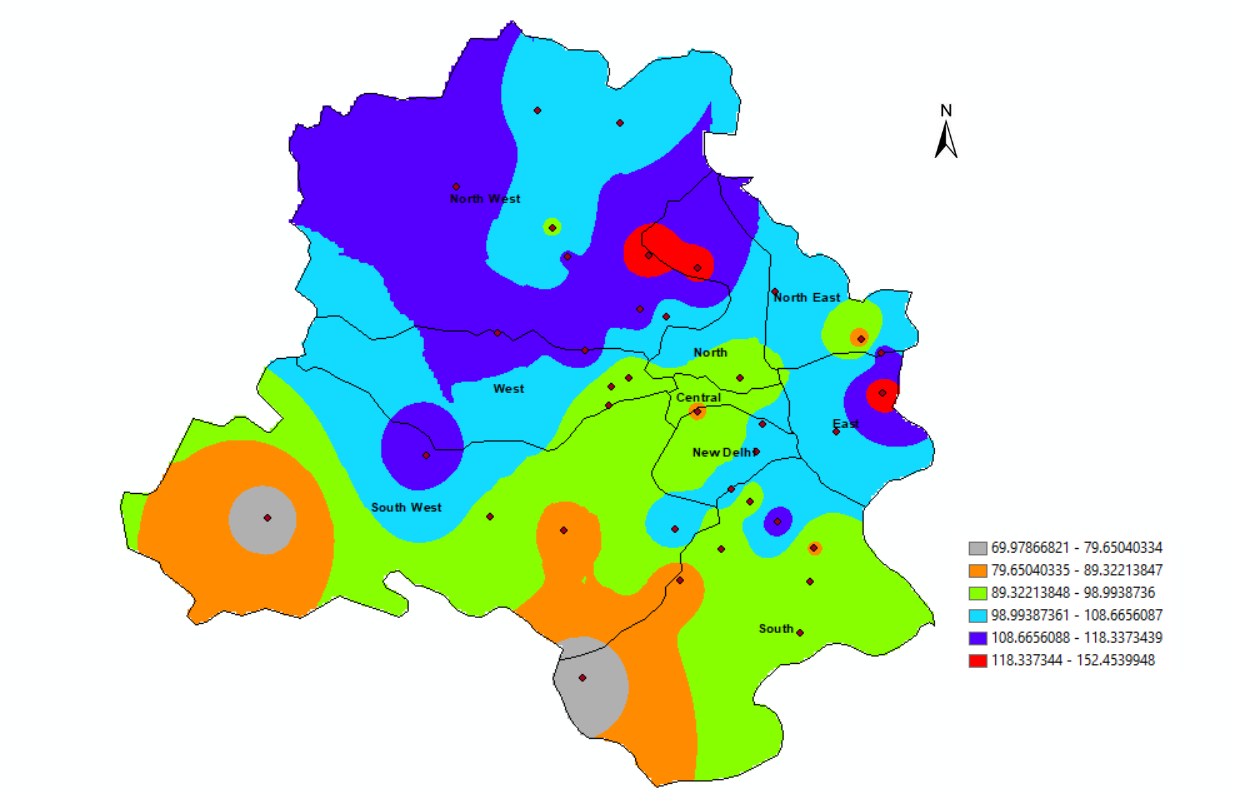 N
North West
North East
North
West
Central
East
New Delhi
South West
South
69.97866821 - 79.65040334
79.65040335 - 89.32213847
89.32213848 - 98.9938736
98.99387361 - 108.6656087
108.6656088 - 118.3373439
118.337344 - 152.4539948